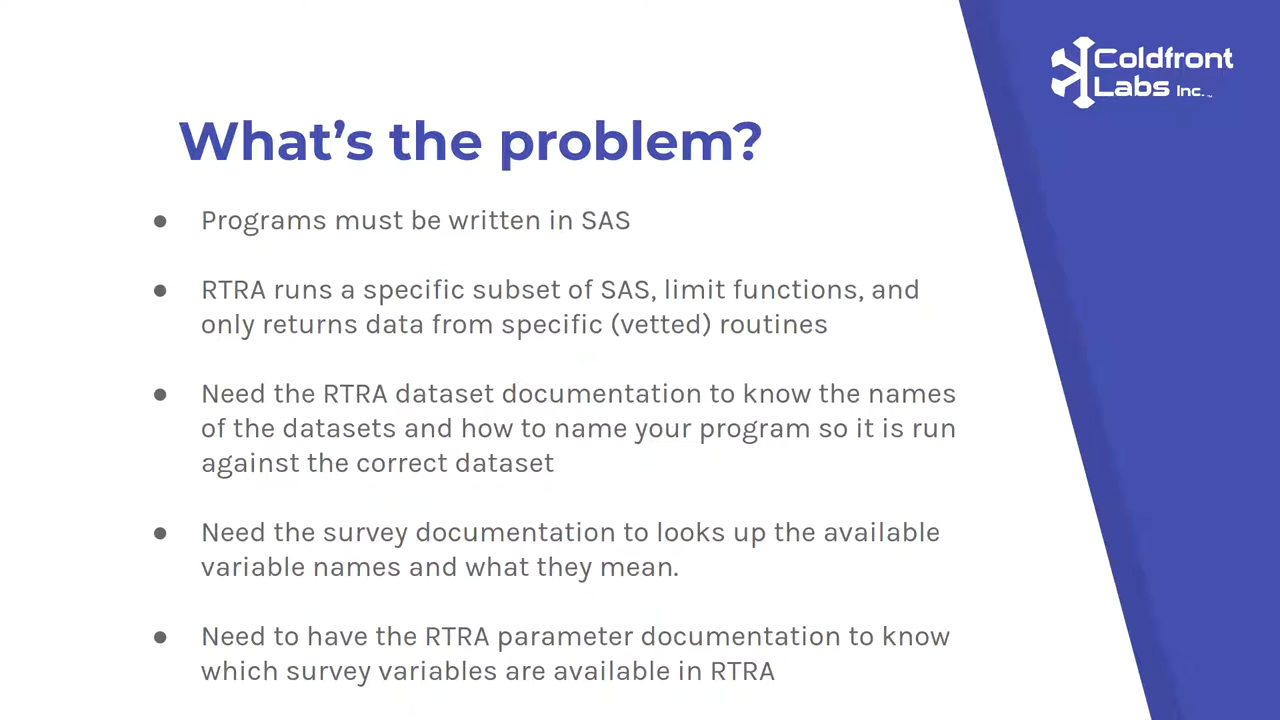 Coldfront
Labs Inc.™
What's the problem?
● Programs must be written in SAS
● RTRA runs a specific subset of SAS, limit functions, and
only returns data from specific (vetted) routines
● Need the RTRA dataset documentation to know the names
of the datasets and how to name your program so it is run
against the correct dataset
● Need the survey documentation to looks up the available
variable names and what they mean.
● Need to have the RTRA parameter documentation to know
which survey variables are available in RTRA